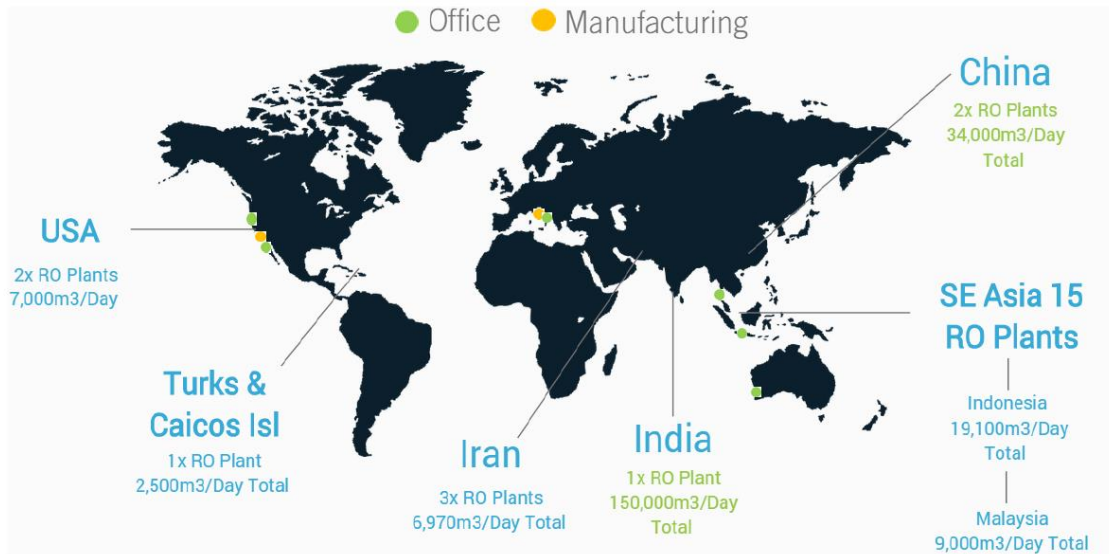 Office
Manufacturing
China
2x RO Plants
34,000m3/Day
Total
USA
2x RO Plants
7,000m3/Day
SE Asia 15
RO Plants
Indonesia
19,100m3/Day
Total
Malaysia
9,000m3/Day Total
Turks &
Caicos Isl
1x RO Plant
2,500m3/Day Total
Iran
3x RO Plants
6,970m3/Day Total
India
1x RO Plant
150,000m3/Day
Total